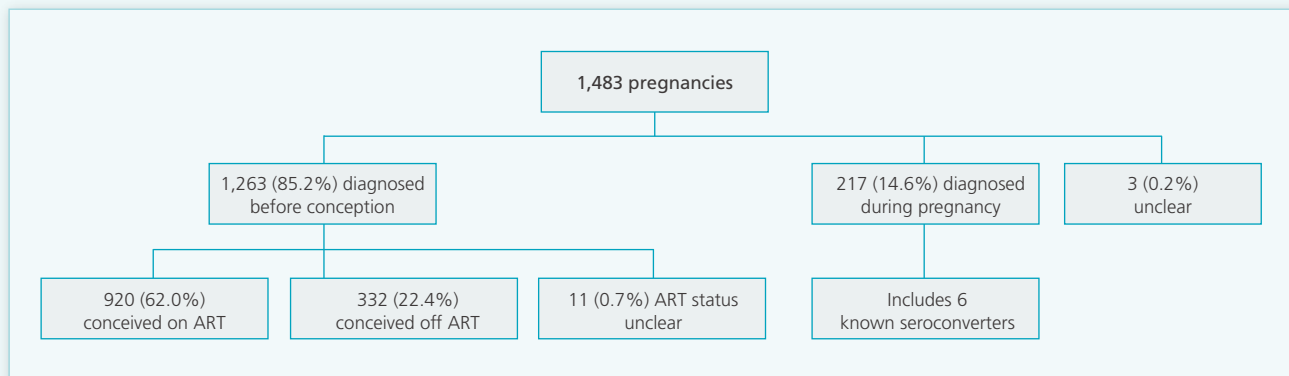 1,483 pregnancies
1,263 (85.2%) diagnosed
before conception
217 (14.6%) diagnosed
during pregnancy
3 (0.2%)
unclear
920 (62.0%)
conceived on ART
332 (22.4%)
conceived off ART
11 (0.7%) ART status
unclear
Includes 6
known seroconverters